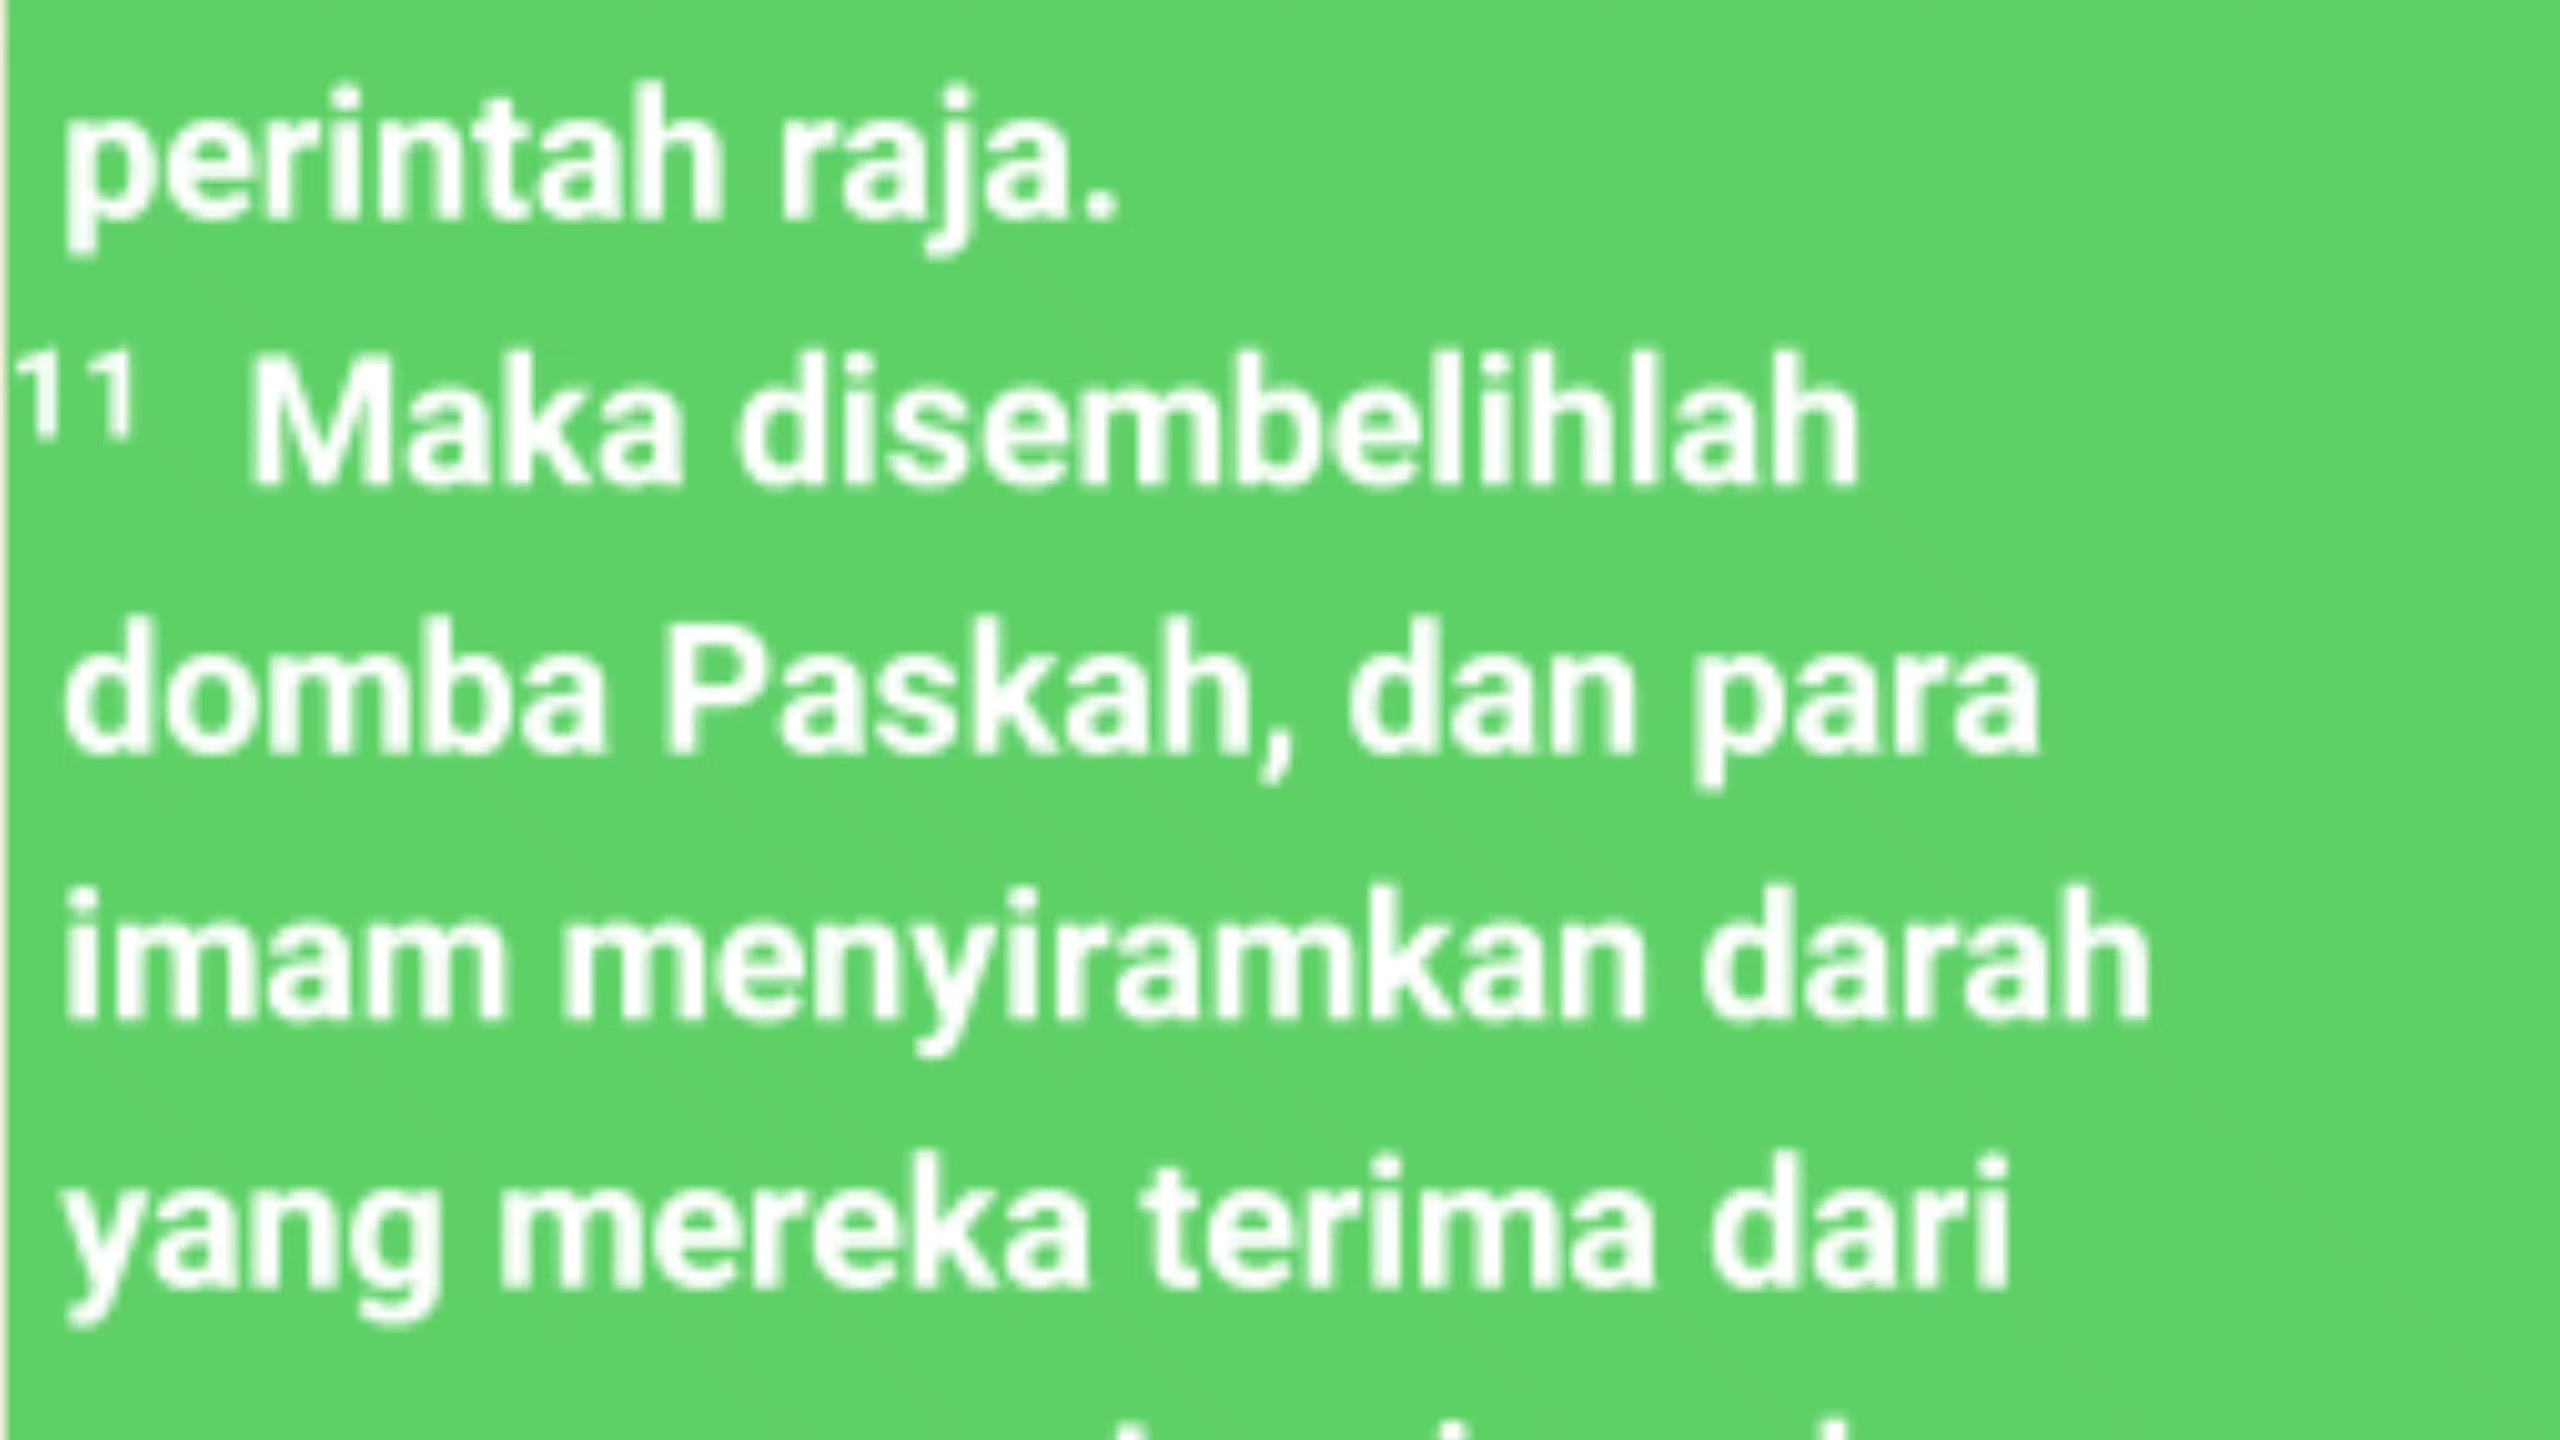 perintah raja.
11 Maka disembelihlah
domba Paskah, dan para
imam menyiramkan darah
yang mereka terima dari